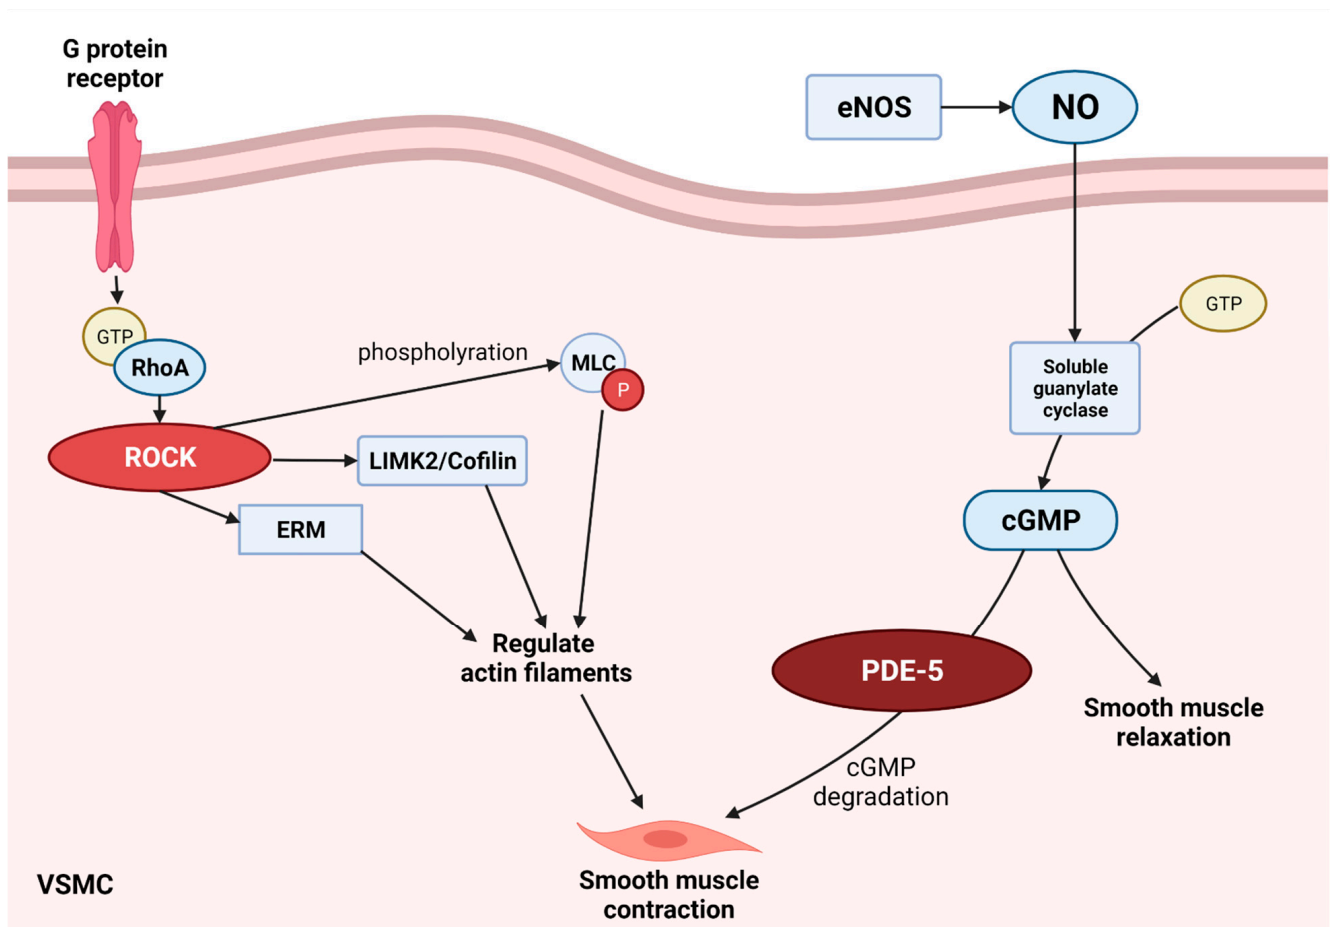 G protein
receptor
eNOS
NO
GTP
RhoA
GTP
phospholyration
MLC
P
Soluble
guanylate
cyclase
ROCK
LIMK2/Cofilin
ERM
cGMP
Regulate
actin filaments
PDE-5
Smooth muscle
relaxation
cGMP
degradation
VSMC
Smooth muscle
contraction